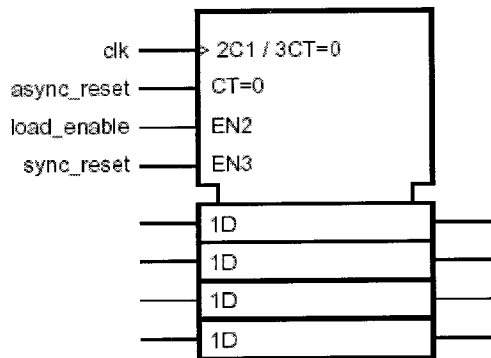 clk 2C1 / 3CT=0
async_reset CT=0
load_enable EN2
sync_reset EN3
1D
1D
1D
1D